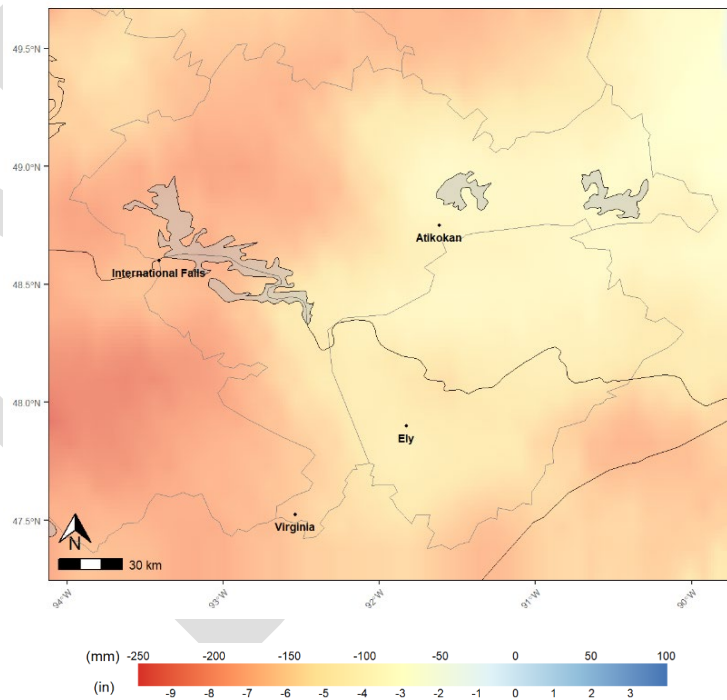 49.5°N
49.0°N
Atikokan
48.5°N
International Falls
48.0°N
Ely
47.5°N
Virginia
N
30 km
94°W 93°W 92°W 91°W 90°W
(mm) -250 -200 -150 -100 -50 0 50 100
(in) -9 -8 -7 -6 -5 -4 -3 -2 -1 0 1 2 3